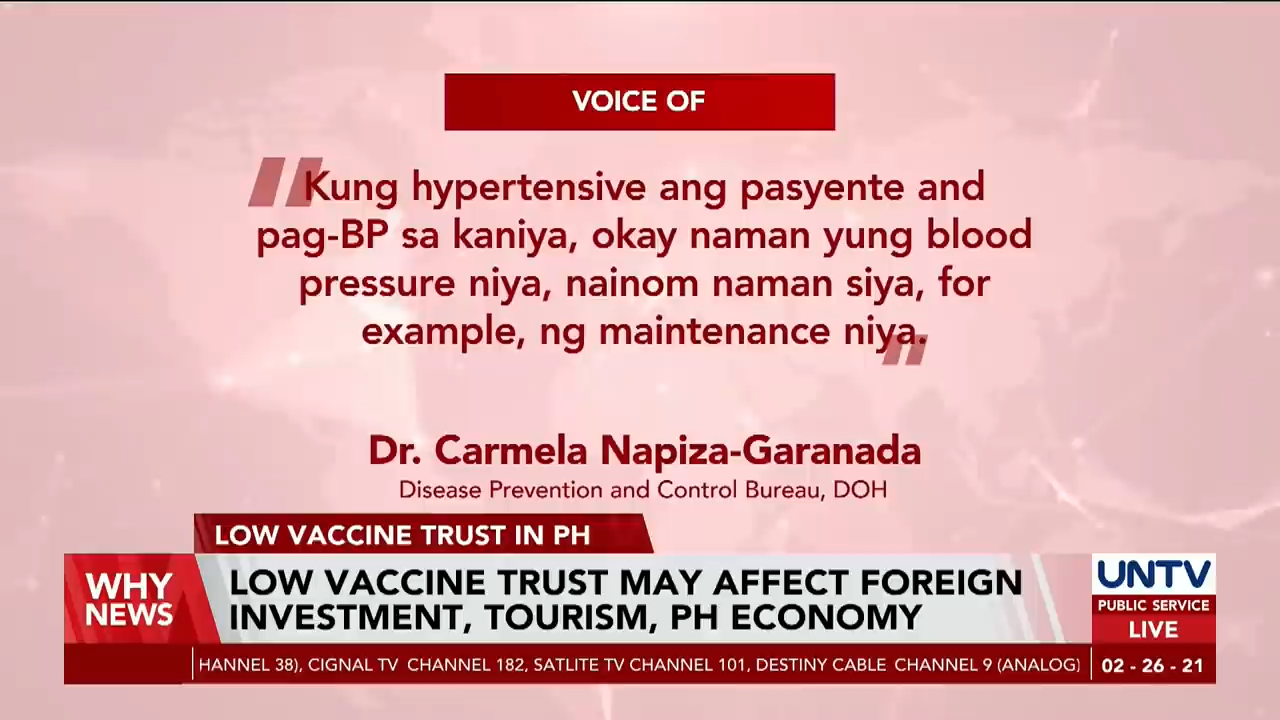 VOICE OF
"Kung hypertensive ang pasyente and
pag-BP sa kaniya, okay naman yung blood
pressure niya, nainom naman siya, for
example, ng maintenance niya."
Dr. Carmela Napiza-Garanada
Disease Prevention and Control Bureau, DOH
LOW VACCINE TRUST IN PH
WHY
NEWS
LOW VACCINE TRUST MAY AFFECT FOREIGN
INVESTMENT, TOURISM, PH ECONOMY
UNTV
PUBLIC SERVICE
LIVE
HANNEL 38), CIGNAL TV CHANNEL 182, SATLITE TV CHANNEL 101, DESTINY CABLE CHANNEL 9 (ANALOG)
02 - 26 - 21